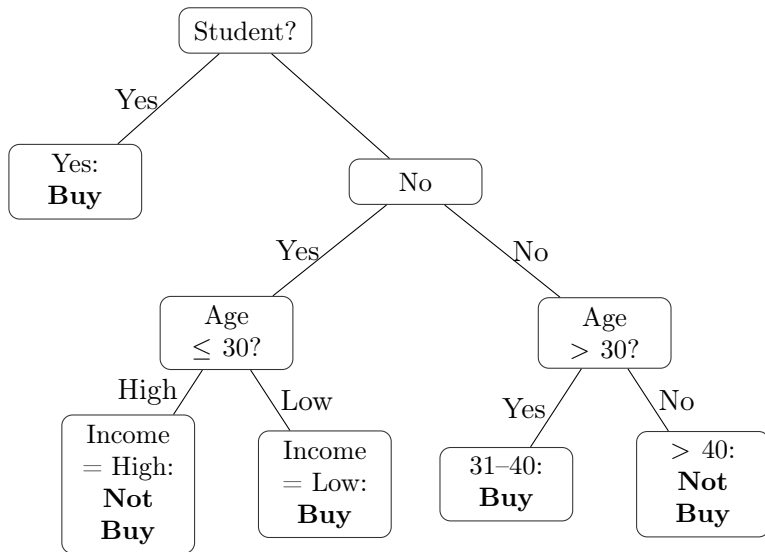 Student?
Yes
Yes:
Buy
No
Yes
No
Age
≤ 30?
Age
> 30?
High
Low
Yes
No
Income
= High:
Not
Buy
Income
= Low:
Buy
31–40:
Buy
> 40:
Not
Buy